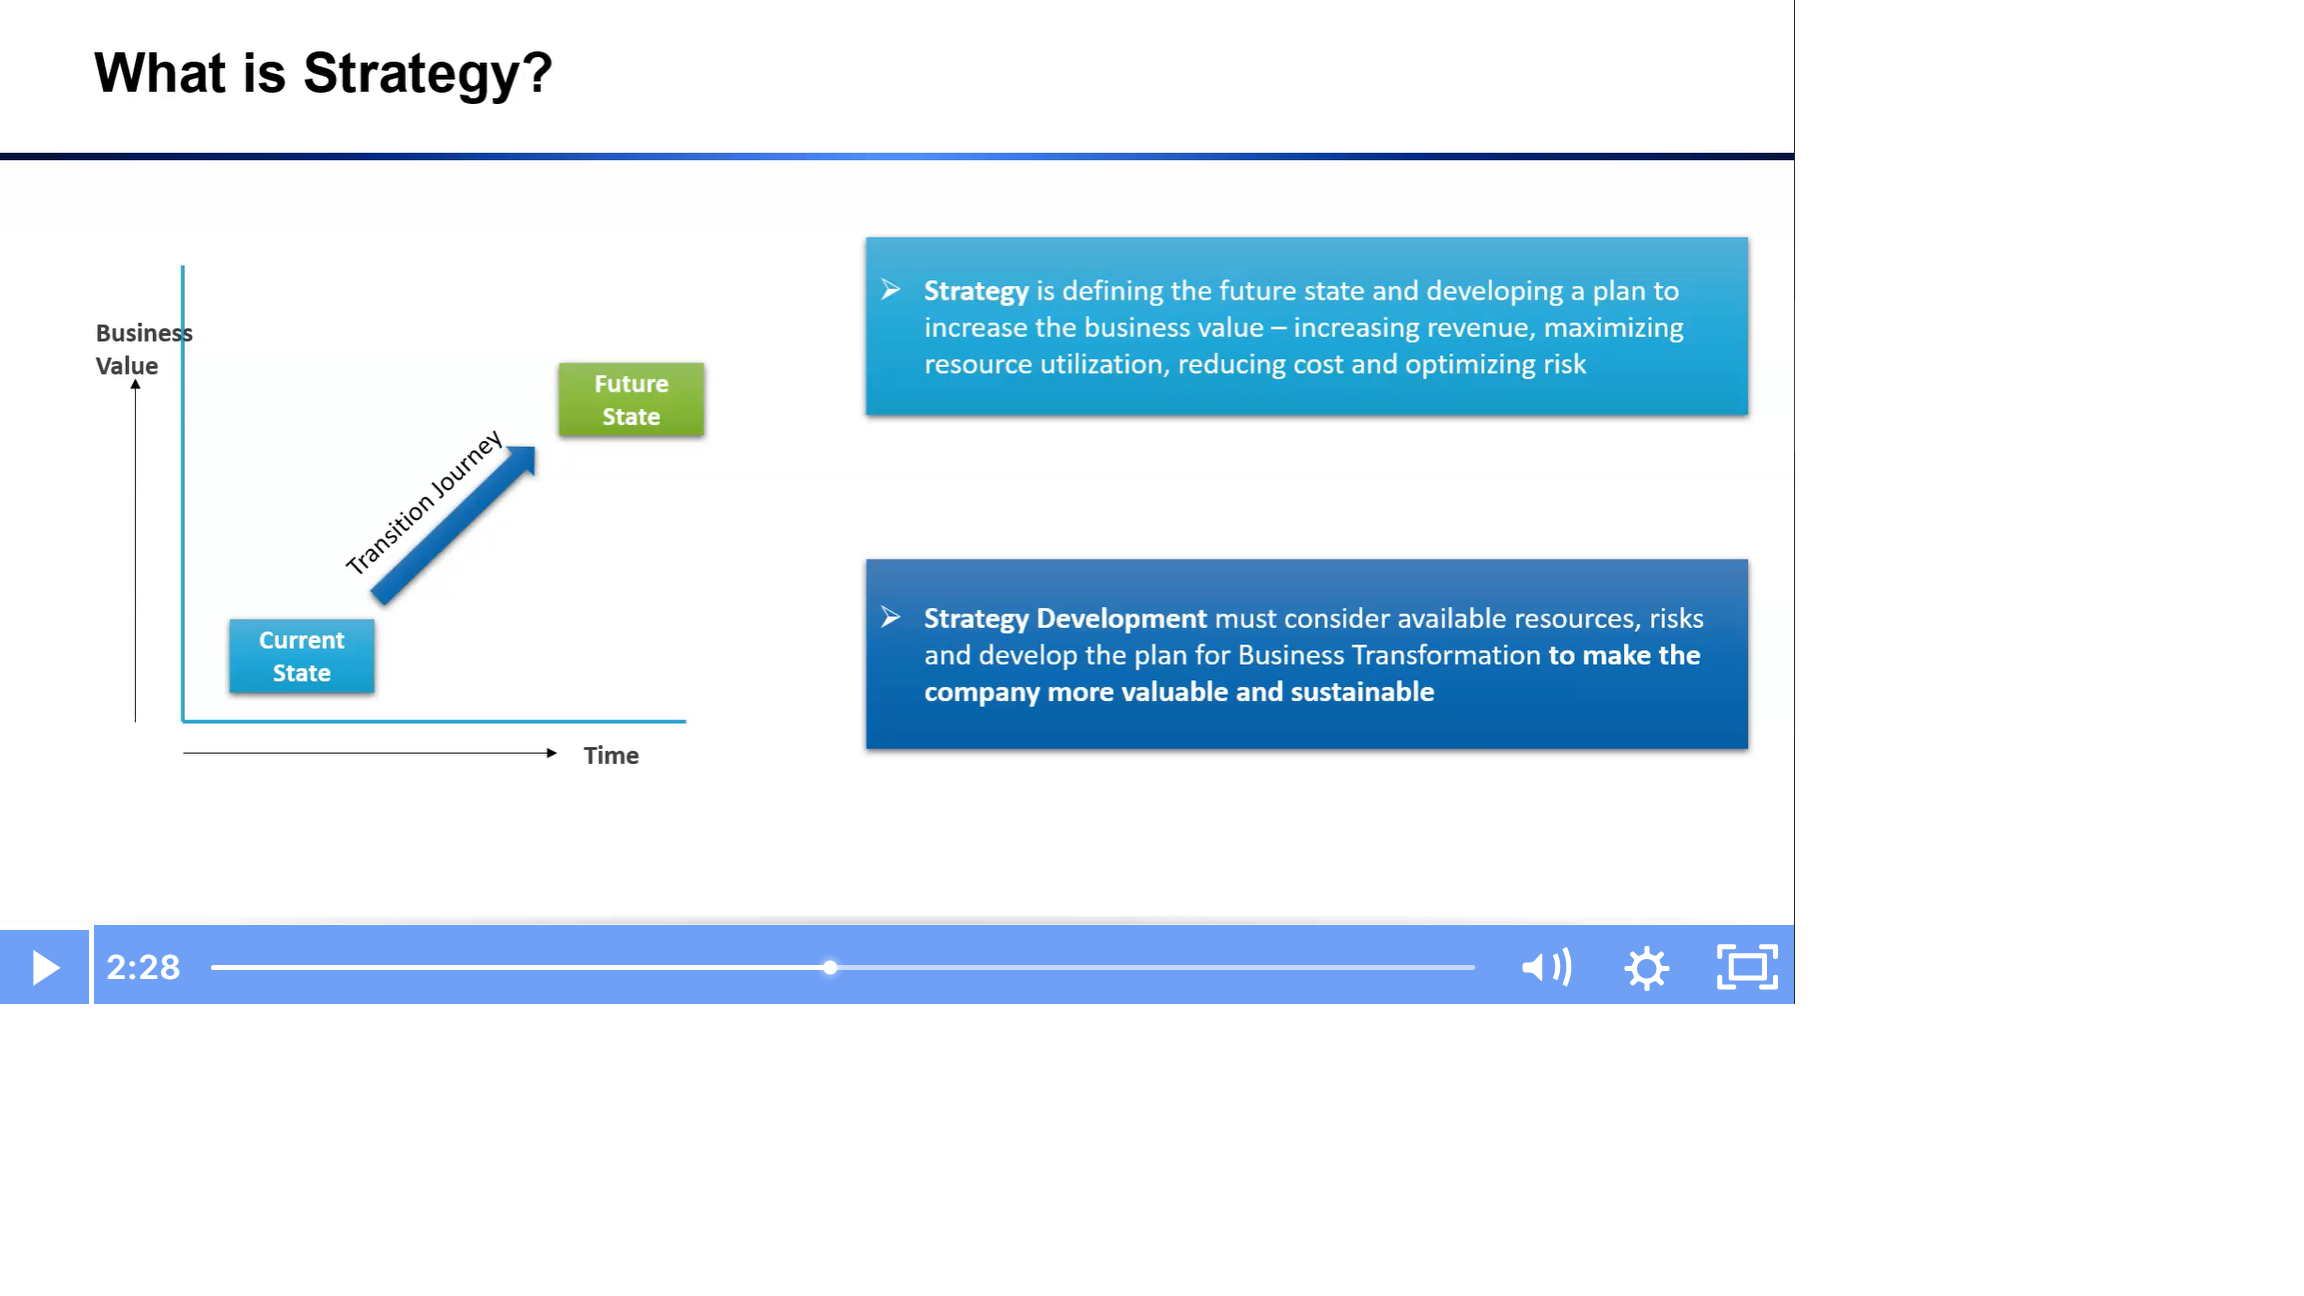 What is Strategy?
Business
Value
Future
State
Transition Journey
Current
State
Time
➢ Strategy is defining the future state and developing a plan to
increase the business value – increasing revenue, maximizing
resource utilization, reducing cost and optimizing risk
➢ Strategy Development must consider available resources, risks
and develop the plan for Business Transformation to make the
company more valuable and sustainable
2:28